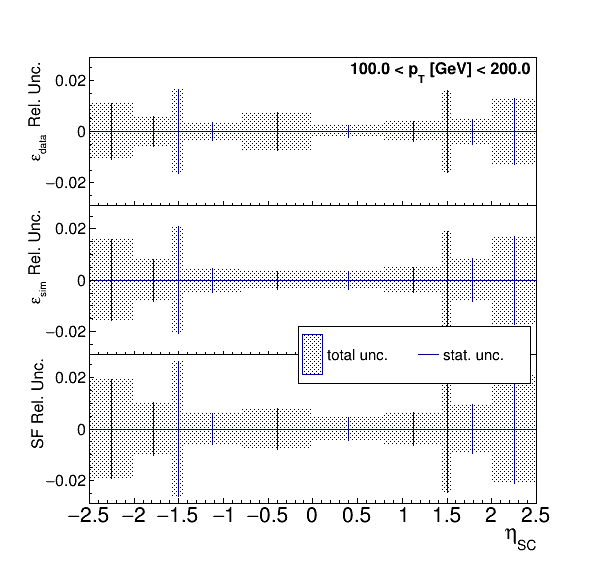 100.0 < p_T [GeV] < 200.0
ε_data Rel. Unc.
0.02
0
−0.02
ε_sim Rel. Unc.
0.02
0
−0.02
total unc.
stat. unc.
SF Rel. Unc.
0.02
0
−0.02
−2.5 −2 −1.5 −1 −0.5 0 0.5 1 1.5 2 2.5
η_SC